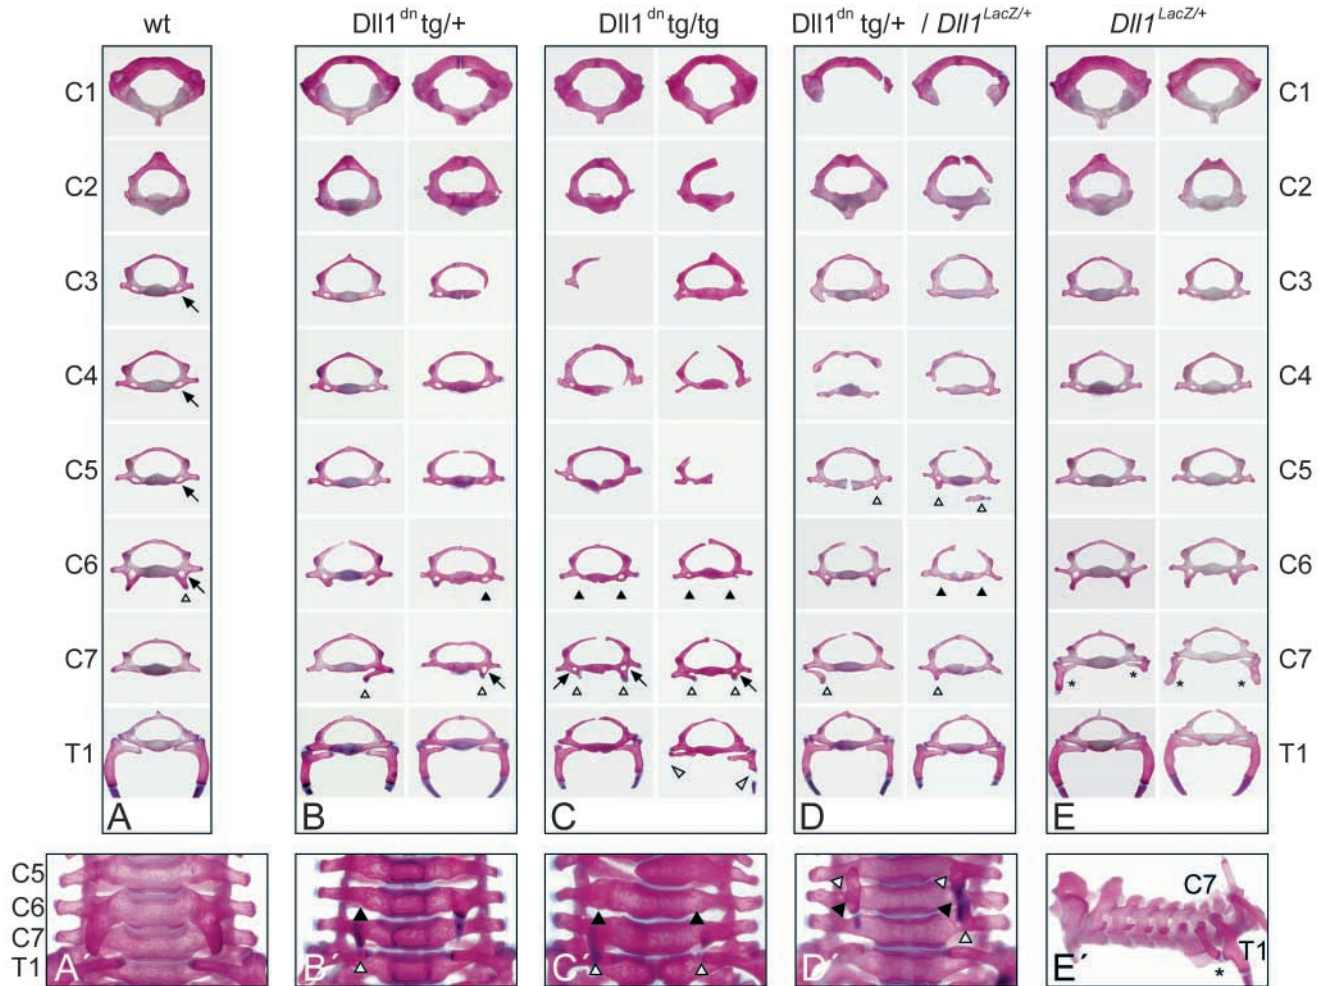 wt Dll1dn tg/+ Dll1dn tg/tg Dll1dn tg/+ / Dll1LacZ/+ Dll1LacZ/+
C1 C1
C2 C2
C3 C3
C4 C4
C5 C5
C6 C6
C7 C7
* * * *
T1 T1
A B C D E
C5
C6
C7
T1
A´ B´ C´ D´ E´
C7
T1
*